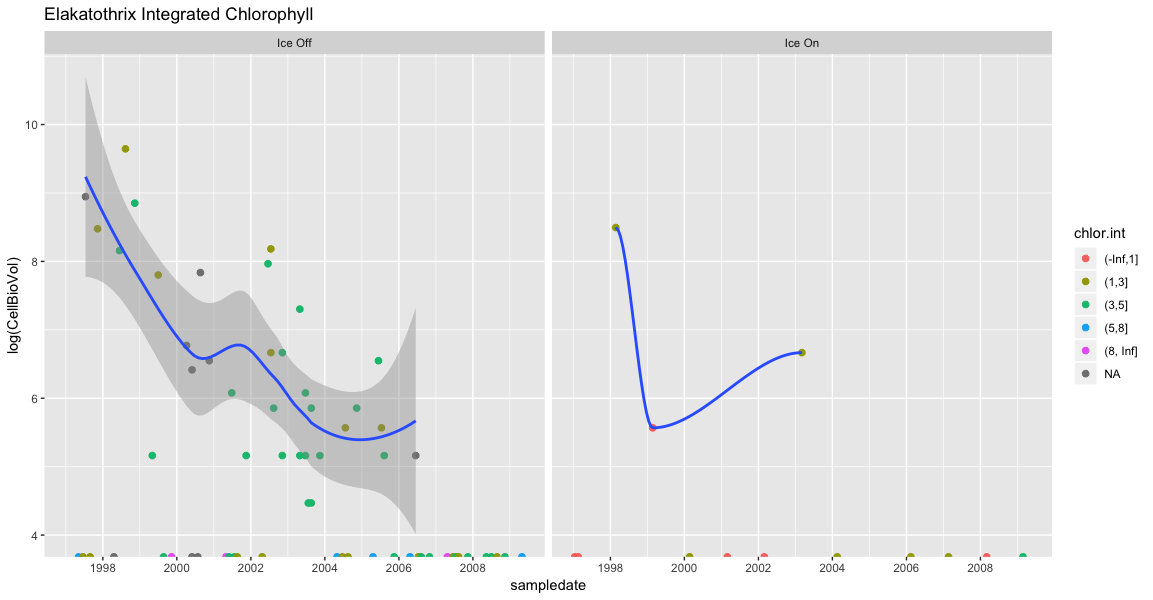 Elakatothrix Integrated Chlorophyll
Ice Off
Ice On
log(CellBioVol)
10
8
6
4
1998 2000 2002 2004 2006 2008
1998 2000 2002 2004 2006 2008
sampledate
chlor.int
(-Inf,1]
(1,3]
(3,5]
(5,8]
(8, Inf]
NA